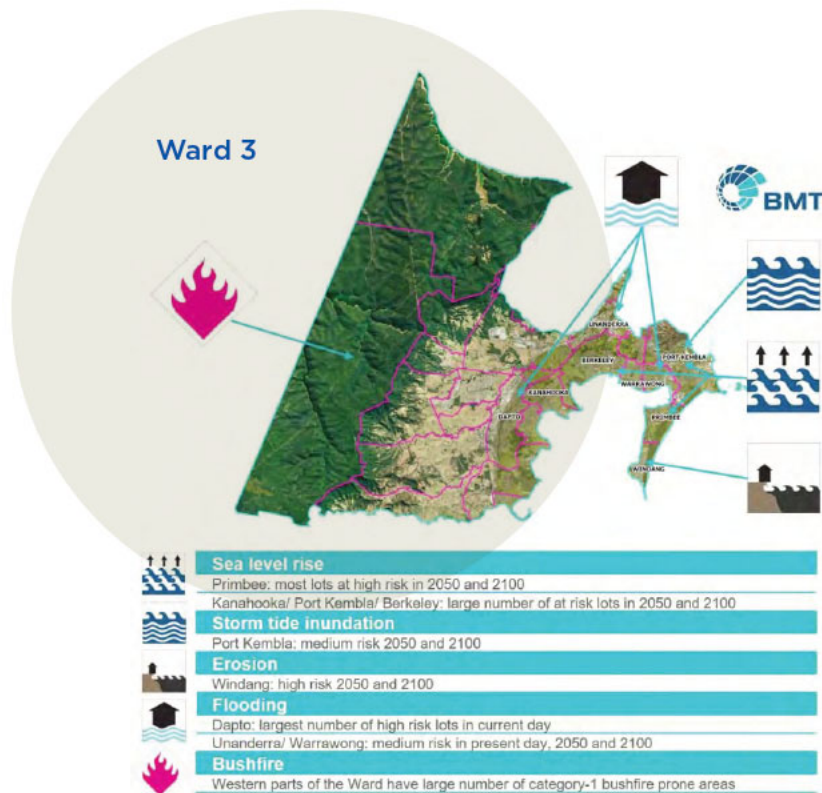 Ward 3
BMT
UNANDERRA
PORT KEMBLA
BERKELEY
WARRAWONG
KANAHOOKA
DAPTO
PRIMBEE
WINDANG
Sea level rise
Primbee: most lots at high risk in 2050 and 2100
Kanahooka/ Port Kembla/ Berkeley: large number of at risk lots in 2050 and 2100
Storm tide inundation
Port Kembla: medium risk 2050 and 2100
Erosion
Windang: high risk 2050 and 2100
Flooding
Dapto: largest number of high risk lots in current day
Unanderra/ Warrawong: medium risk in present day, 2050 and 2100
Bushfire
Western parts of the Ward have large number of category-1 bushfire prone areas